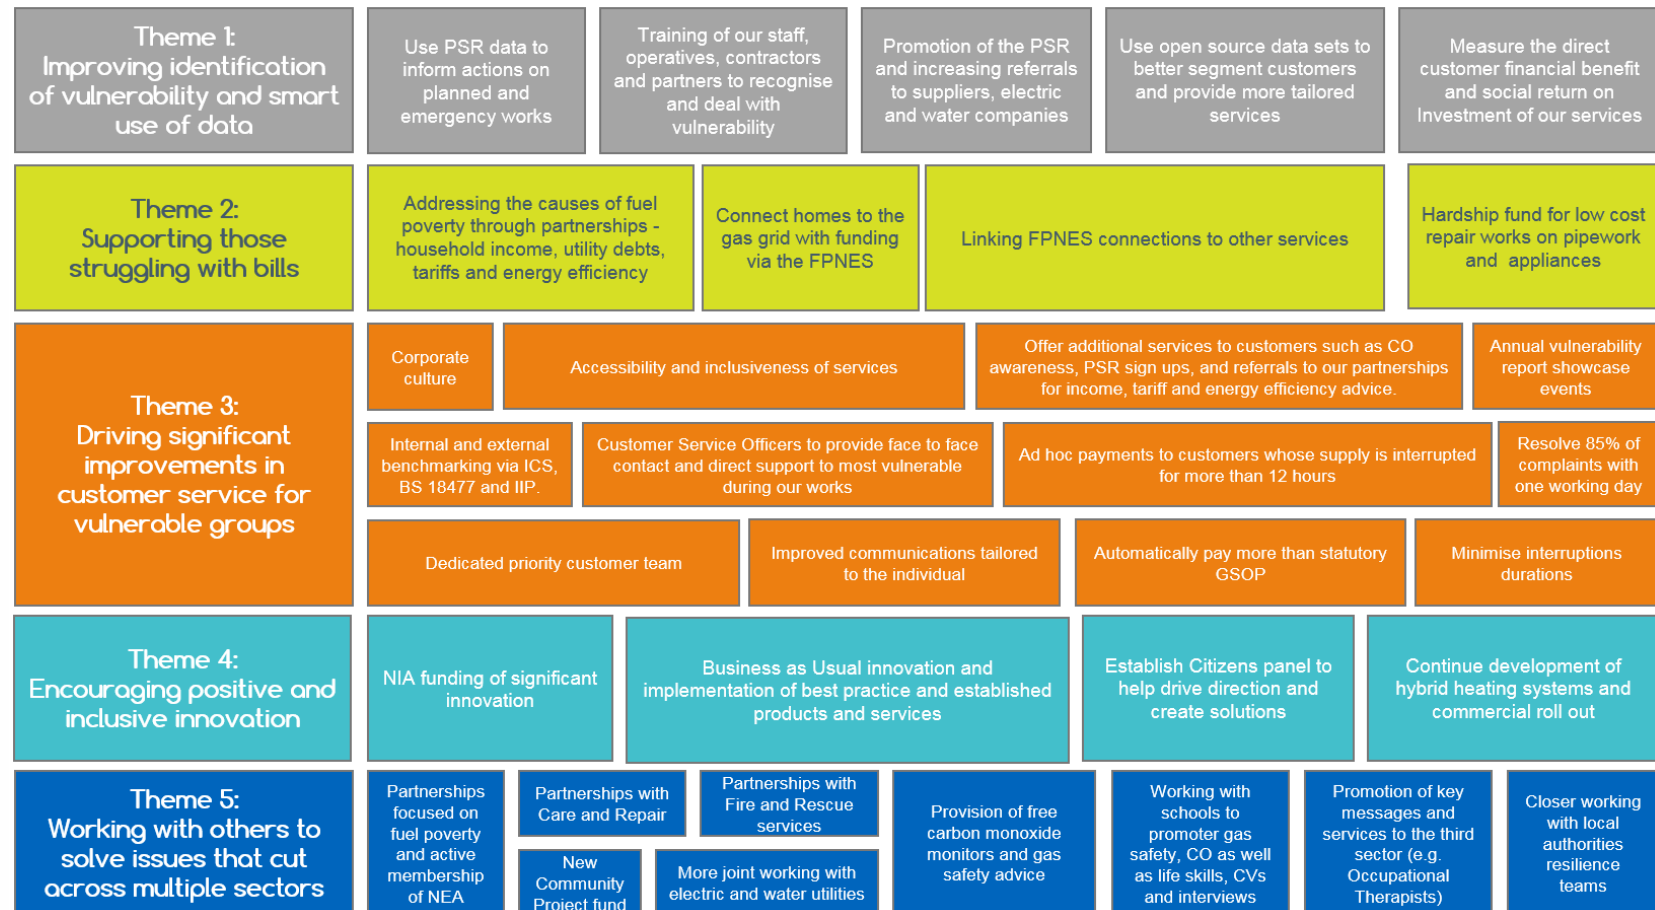 Theme 1:
Improving identification
of vulnerability and smart
use of data
Use PSR data to
inform actions on
planned and
emergency works
Training of our staff,
operatives, contractors
and partners to recognise
and deal with
vulnerability
Promotion of the PSR
and increasing referrals
to suppliers, electric
and water companies
Use open source data sets to
better segment customers
and provide more tailored
services
Measure the direct
customer financial benefit
and social return on
Investment of our services
Theme 2:
Supporting those
struggling with bills
Addressing the causes of fuel
poverty through partnerships -
household income, utility debts,
tariffs and energy efficiency
Connect homes to the
gas grid with funding
via the FPNES
Linking FPNES connections to other services
Hardship fund for low cost
repair works on pipework
and appliances
Theme 3:
Driving significant
improvements in
customer service for
vulnerable groups
Corporate
culture
Accessibility and inclusiveness of services
Offer additional services to customers such as CO
awareness, PSR sign ups, and referrals to our partnerships
for income, tariff and energy efficiency advice.
Annual vulnerability
report showcase
events
Internal and external
benchmarking via ICS,
BS 18477 and IIP.
Customer Service Officers to provide face to face
contact and direct support to most vulnerable
during our works
Ad hoc payments to customers whose supply is interrupted
for more than 12 hours
Resolve 85% of
complaints with
one working day
Dedicated priority customer team
Improved communications tailored
to the individual
Automatically pay more than statutory
GSOP
Minimise interruptions
durations
Theme 4:
Encouraging positive and
inclusive innovation
NIA funding of significant
innovation
Business as Usual innovation and
implementation of best practice and established
products and services
Establish Citizens panel to
help drive direction and
create solutions
Continue development of
hybrid heating systems and
commercial roll out
Theme 5:
Working with others to
solve issues that cut
across multiple sectors
Partnerships
focused on
fuel poverty
and active
membership
of NEA
Partnerships with
Care and Repair
Partnerships with
Fire and Rescue
services
New
Community
Project fund
More joint working with
electric and water utilities
Provision of free
carbon monoxide
monitors and gas
safety advice
Working with
schools to
promoter gas
safety, CO as well
as life skills, CVs
and interviews
Promotion of key
messages and
services to the third
sector (e.g.
Occupational
Therapists)
Closer working
with local
authorities
resilience
teams